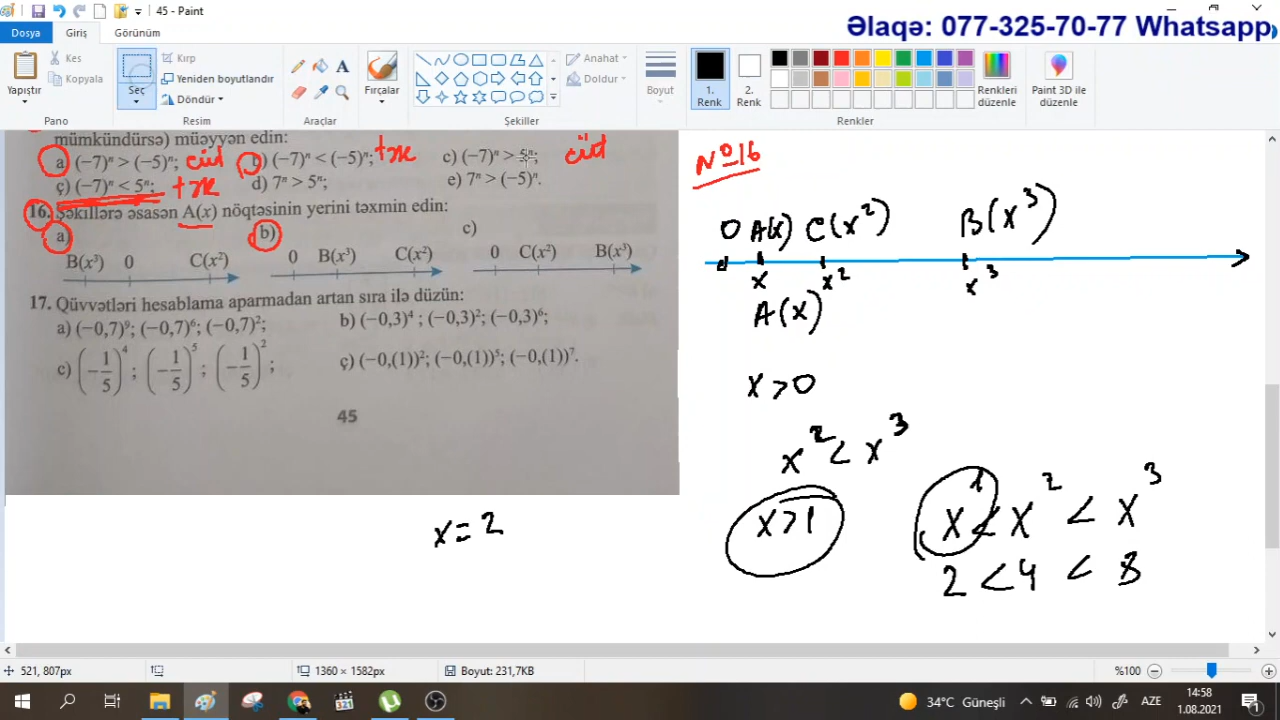 45 - Paint
Əlaqə: 077-325-70-77 Whatsapp
Dosya Giriş Görünüm
Yapıştır Kes Kopyala Seç Kırp Yeniden boyutlandır Döndür Fırçalar Anahat Doldur Boyut 1. Renk 2. Renk Renkleri düzenle Paint 3D ile düzenle
Pano Resim Araçlar Şekiller Renkler
mümkündürsə) müəyyən edin:
a) (−7)ⁿ > (−5)ⁿ; cüt b) (−7)ⁿ < (−5)ⁿ; tək c) (−7)ⁿ > 5ⁿ; cüt
ç) (−7)ⁿ < 5ⁿ; tək d) 7ⁿ > 5ⁿ; e) 7ⁿ > (−5)ⁿ.
16. Şəkillərə əsasən A(x) nöqtəsinin yerini təxmin edin:
a) b) c)
B(x³) 0 C(x²) 0 B(x³) C(x²) 0 C(x²) B(x³)
17. Qüvvətləri hesablama aparmadan artan sıra ilə düzün:
a) (−0,7)⁹; (−0,7)⁶; (−0,7)²; b) (−0,3)⁴ ; (−0,3)²; (−0,3)⁶;
c) (−1/5)⁴ ; (−1/5)⁵ ; (−1/5)² ; ç) (−0,(1))²; (−0,(1))⁵; (−0,(1))⁷.
45
x = 2
№16
0 A(x) C(x²) B(x³)
x x² x³
A(x)
x > 0
x² < x³
x > 1
x¹ < x² < x³
2 < 4 < 8
521, 807px 1360 × 1582px Boyut: 231,7KB %100
34°C Güneşli AZE 14:58 1.08.2021 1